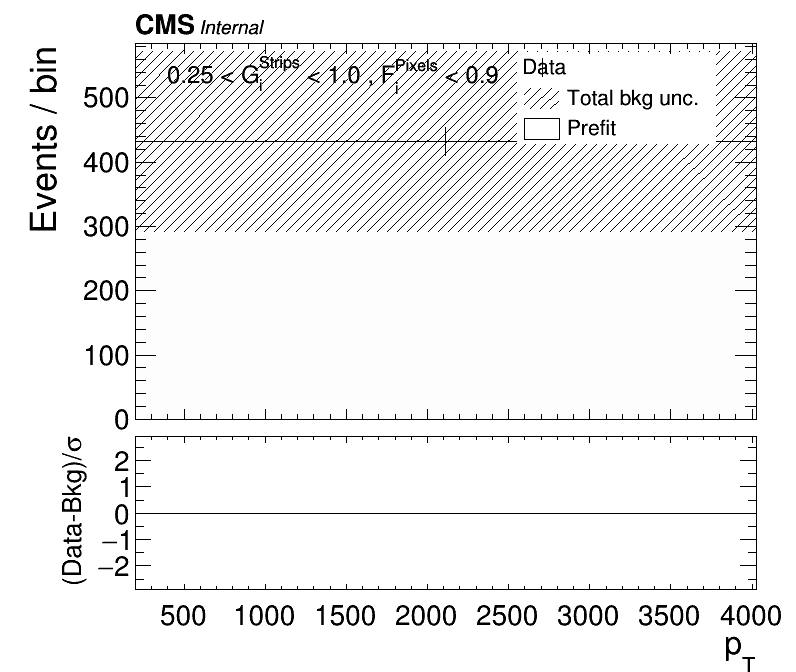 CMS Internal
Events / bin
0.25 < G_i^Strips < 1.0 , F_i^Pixels < 0.9
Data
Total bkg unc.
Prefit
500
400
300
200
100
0
(Data-Bkg)/σ
2
1
0
−1
−2
500 1000 1500 2000 2500 3000 3500 4000
p_T